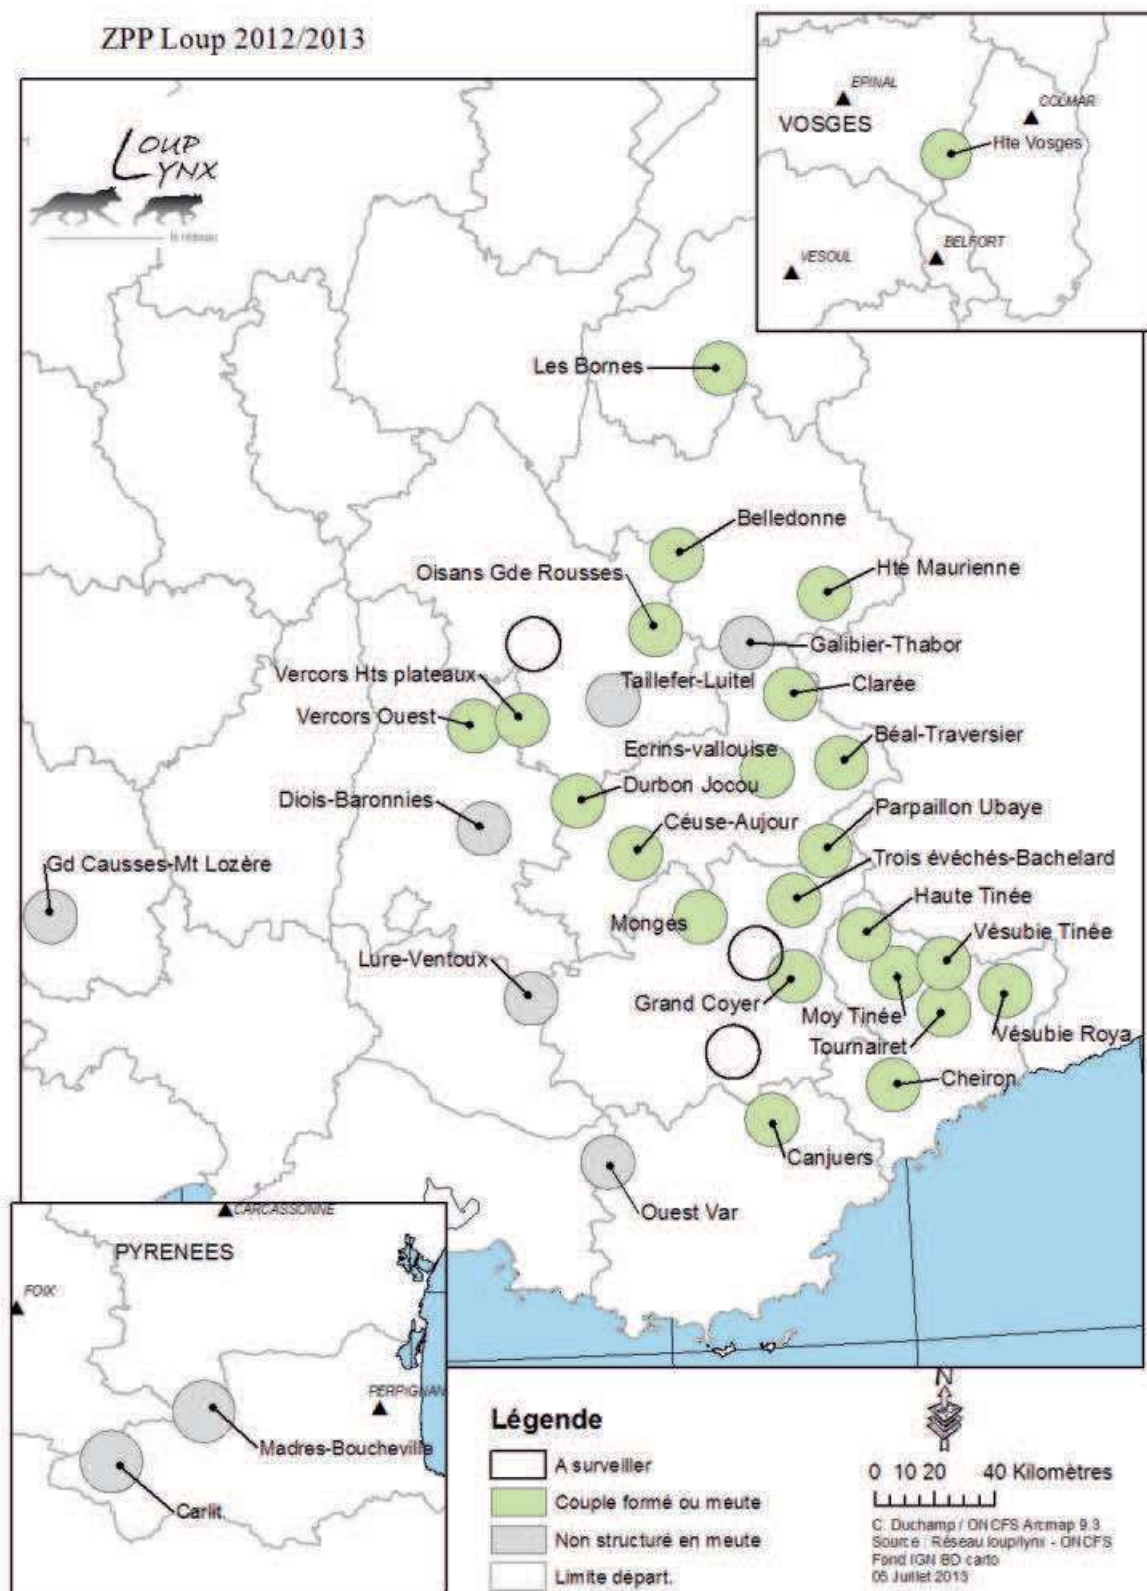 ZPP Loup 2012/2013
LOUP
LYNX
le réseau
EPINAL
COLMAR
VOSGES
Hte Vosges
BELFORT
VESOUL
Les Bornes
Belledonne
Oisans Gde Rousses
Hte Maurienne
Galibier-Thabor
Vercors Hts plateaux
Taillefer-Luitel
Clarée
Vercors Ouest
Béal-Traversier
Ecrins-vallouise
Durbon Jocou
Diois-Baronnies
Parpaillon Ubaye
Céuse-Aujour
Gd Causses-Mt Lozère
Trois évéchés-Bachelard
Haute Tinée
Monges
Vésubie Tinée
Lure-Ventoux
Grand Coyer
Moy Tinée
Tournairet
Vésubie Roya
Cheiron
Canjuers
Ouest Var
CARCASSONNE
PYRENEES
FOIX
PERPIGNAN
Madres-Boucheville
Carlit
Légende
A surveiller
Couple formé ou meute
Non structuré en meute
Limite départ.
N
0 10 20 40 Kilomètres
C. Duchamp / ONCFS Arcmap 9.3
Source : Réseau loup/lynx - ONCFS
Fond IGN BD carto
05 Juillet 2013